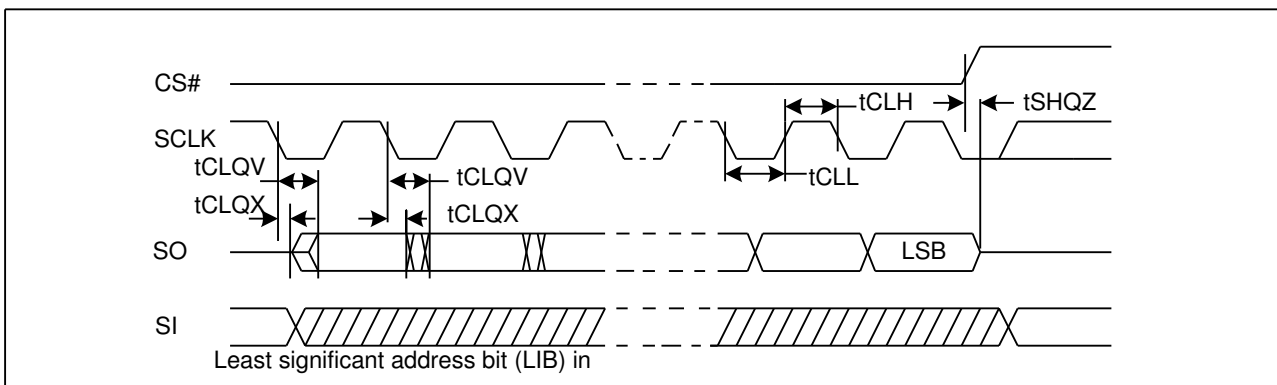 CS#
tCLH
tSHQZ
SCLK
tCLQV
tCLQV
tCLL
tCLQX
tCLQX
SO
LSB
SI
Least significant address bit (LIB) in